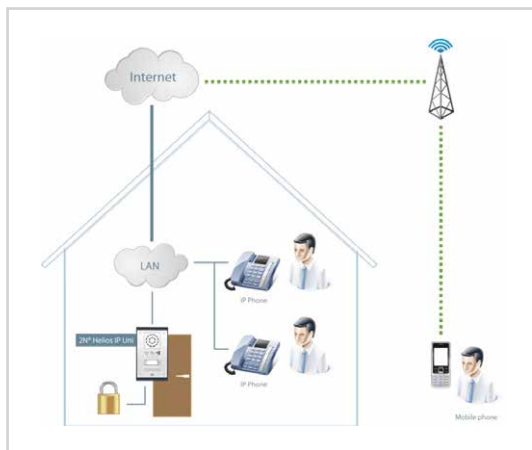 Internet
LAN
IP Phone
2N® Helios IP Uni
IP Phone
Mobile phone